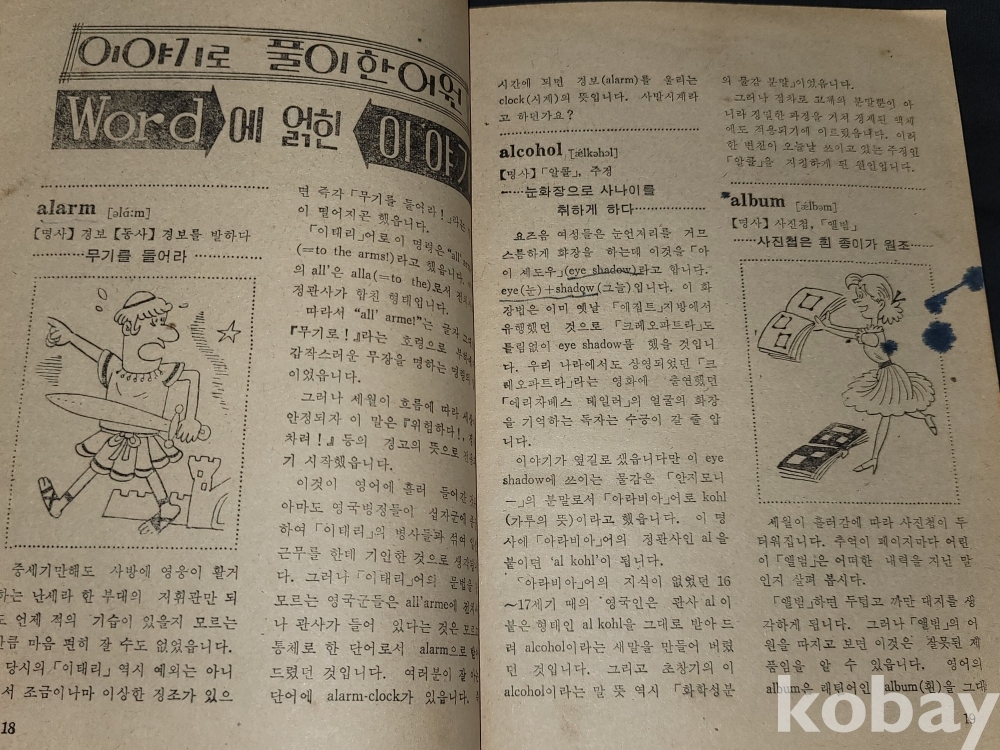 이야기로 풀이한 어원
Word에 얽힌 이야기
alarm [əlɑ́:m]
【명사】 경보 【동사】 경보를 발하다
무기를 들어라
중세기만해도 사방에 영웅이 활거
하는 난세라 한 부대의 지휘관만 되
도 언제 적의 기습이 있을지 모르는
만큼 마음 편히 잘 수도 없었읍니다.
당시의 「이태리」 역시 예외는 아니
서 조금이나마 이상한 징조가 있으
18
면 즉각 「무기를 들어라!」라는
이 떨어지곤 했읍니다.
「이태리」어로 이 명령은 "all' arme!"
(=to the arms!)라고 했읍니다.
의 all'은 alla(=to the)로서
정관사가 합친 형태입니다.
따라서 "all' arme!"는 글자 그대
『무기로!』라는 호령으로
갑작스러운 무장을 명하는 명령
이었읍니다.
그러나 세월이 흐름에 따라
안정되자 이 말은 『위험하다!,
차려!』 등의 경고의 뜻으로
기 시작했읍니다.
이것이 영어에 흘러 들어간
아마도 영국병정들이 십자군에
하여 「이태리」의 병사들과 섞여
근무를 한데 기인한 것으로
다. 그러나 「이태리」어의 문법을
모르는 영국군들은 all'arme에
나 관사가 들어 있다는 것은
통째로 한 단어로서 alarm으로
드렸던 것입니다. 여러분이 잘
단어에 alarm-clock가 있읍니다.
시간에 되면 경보(alarm)를 울리는
clock(시계)의 뜻입니다. 사발시계라
고 하던가요?
alcohol [ǽlkəhɔl]
【명사】 「알콜」, 주정
눈화장으로 사나이를
취하게 하다
요즈음 여성들은 눈언저리를 거므
스름하게 화장을 하는데 이것을 「아
이 섀도우」(eye shadow)라고 합니다.
eye(눈)+shadow(그늘)입니다. 이 화
장법은 이미 옛날 「에집트」지방에서
유행했던 것으로 「크레오파트라」도
틀림없이 eye shadow를 했을 것입니
다. 우리 나라에서도 상영되었던 「크
레오파트라」라는 영화에 출연했던
「에리자베스 테일러」의 얼굴의 화장
을 기억하는 독자는 수긍이 잘 줄 압
니다.
이야기가 옆길로 샜읍니다만 이 eye
shadow에 쓰이는 물감은 「안지모니
―」의 분말로서 「아라비아」어로 kohl
(가루의 뜻)이라고 했읍니다. 이 명
사에 「아라비아」어의 정관사인 al을
붙이면 'al kohl'이 됩니다.
「아라비아」어의 지식이 없었던 16
～17세기 때의 영국인은 관사 al이
붙은 형태인 al kohl을 그대로 받아 드
려 alcohol이라는 새말을 만들어 버렸
던 것입니다. 그리고 초창기의 이
alcohol이라는 말 뜻 역시 「화학성분
의 물감 분말」이었읍니다.
그러나 점차로 고체의 분말뿐이 아
니라 동일한 과정을 거쳐 정제된 액체
에도 적용되기에 이르렀읍니다. 이러
한 변천이 오늘날 쓰이고 있는 주정인
「알콜」을 지칭하게 된 원인입니다.
album [ǽlbəm]
【명사】 사진첩, 「앨범」
사진첩은 흰 종이가 원조
세월이 흘러감에 따라 사진첩이 두
터워집니다. 추억이 페이지마다 어린
이 「앨범」은 어떠한 내력을 지닌 말
인지 살펴 봅시다.
「앨범」하면 두텁고 까만 대지를 생
각하게 됩니다. 그러나 「앨범」의 어
원을 따지고 보면 이것은 잘못된 제
품임을 알 수 있읍니다. 영어의
album은 래틴어인 album(흰)을 그대
19
kobay